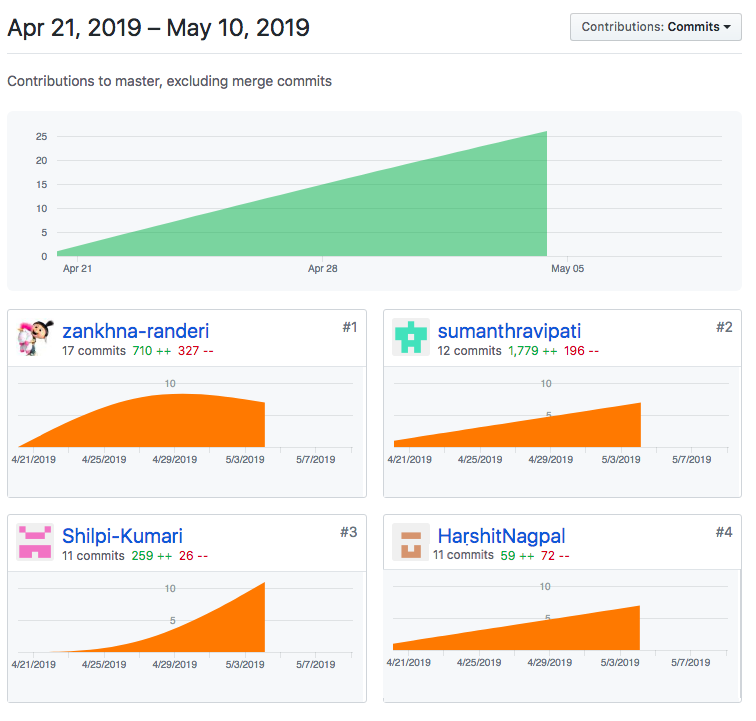 Apr 21, 2019 – May 10, 2019
Contributions: Commits
Contributions to master, excluding merge commits
25
20
15
10
5
0
Apr 21 Apr 28 May 05
zankhna-randeri #1
17 commits 710 ++ 327 --
10
4/21/2019 4/25/2019 4/29/2019 5/3/2019 5/7/2019
sumanthravipati #2
12 commits 1,779 ++ 196 --
10
5
4/21/2019 4/25/2019 4/29/2019 5/3/2019 5/7/2019
Shilpi-Kumari #3
11 commits 259 ++ 26 --
10
5
4/21/2019 4/25/2019 4/29/2019 5/3/2019 5/7/2019
HarshitNagpal #4
11 commits 59 ++ 72 --
10
5
4/21/2019 4/25/2019 4/29/2019 5/3/2019 5/7/2019